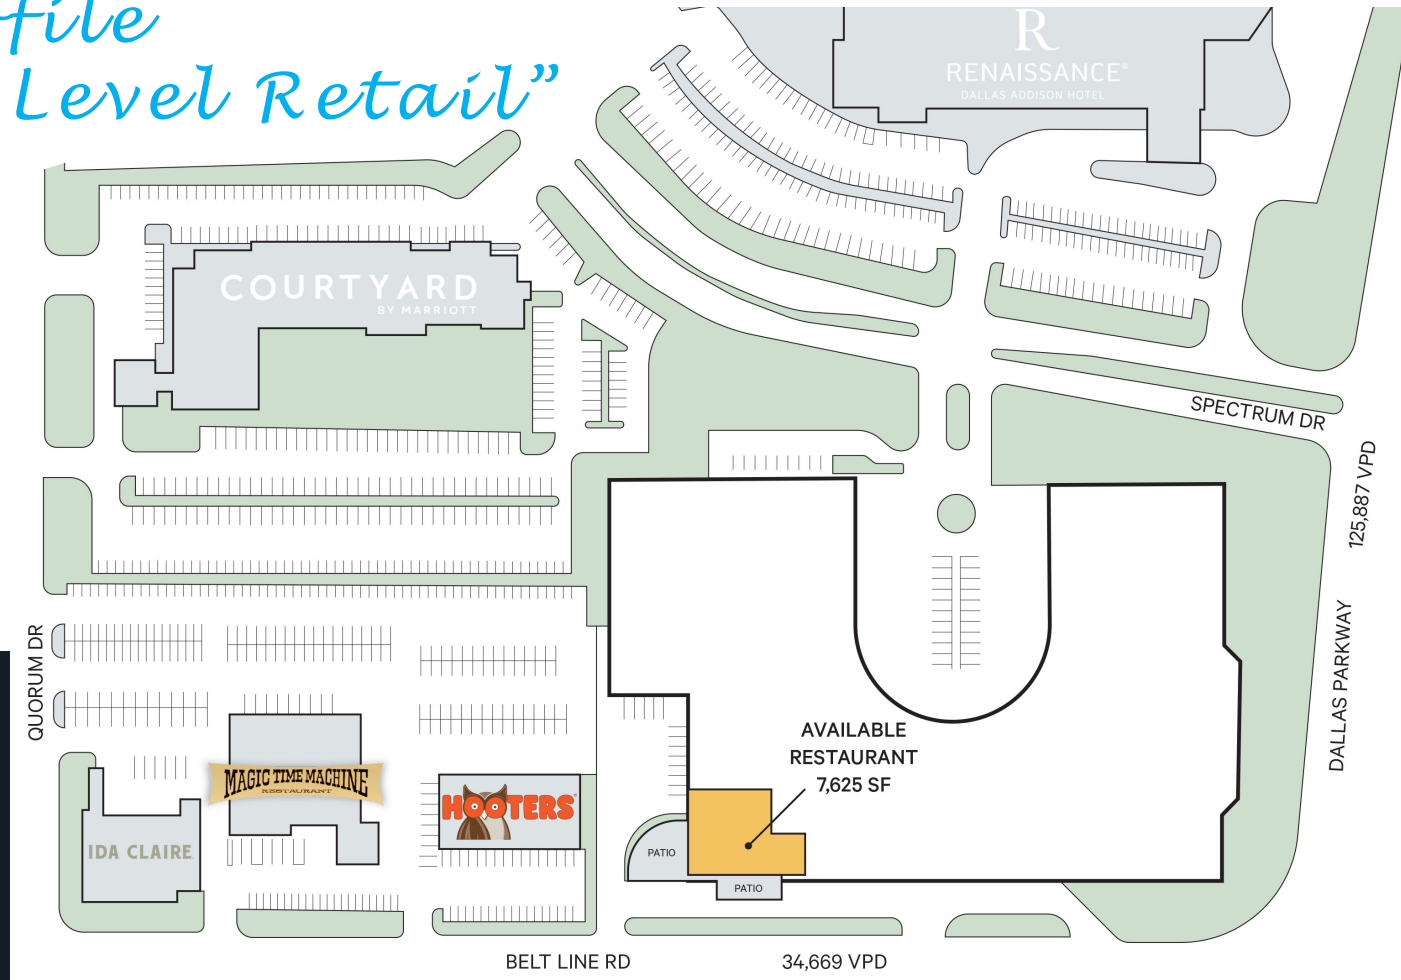 file
Level Retail”
R
RENAISSANCE®
DALLAS ADDISON HOTEL
COURTYARD
BY MARRIOTT
SPECTRUM DR
125,887 VPD
DALLAS PARKWAY
QUORUM DR
AVAILABLE
RESTAURANT
7,625 SF
MAGIC TIME MACHINE
RESTAURANT
HOOTERS
IDA CLAIRE
PATIO
PATIO
BELT LINE RD
34,669 VPD